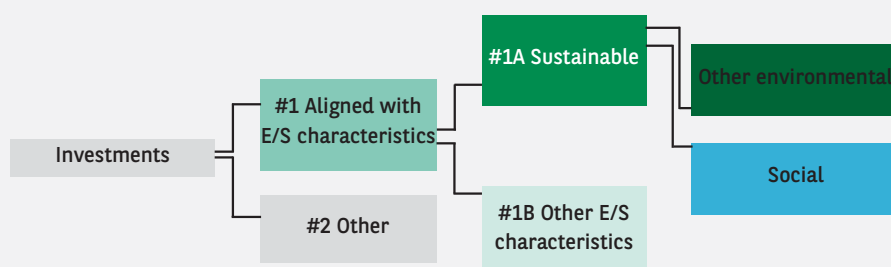 Investments
#1 Aligned with
E/S characteristics
#2 Other
#1A Sustainable
#1B Other E/S
characteristics
Other environmental
Social